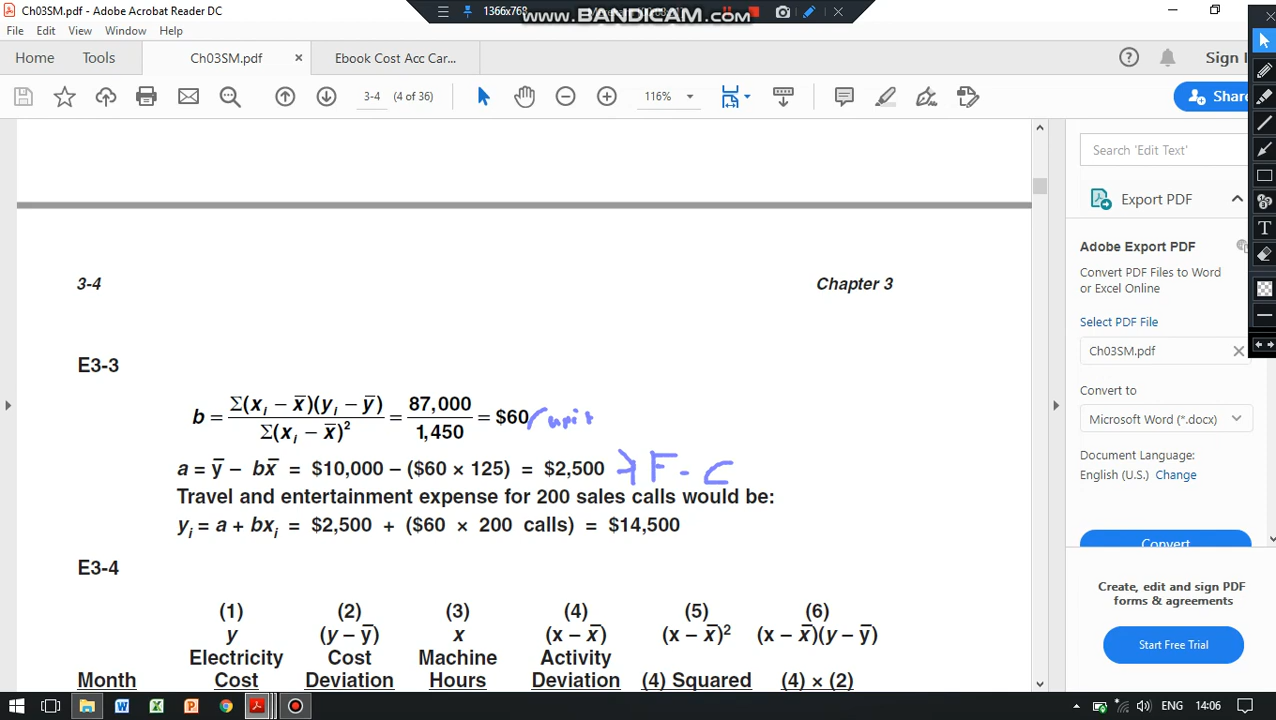 Ch03SM.pdf - Adobe Acrobat Reader DC
1366x768
www.BANDICAM.com
File Edit View Window Help
Home Tools Ch03SM.pdf × Ebook Cost Acc Car... Sign I
3-4 (4 of 36) 116% Share
Search 'Edit Text'
Export PDF
Adobe Export PDF
Convert PDF Files to Word
or Excel Online
Select PDF File
Ch03SM.pdf
Convert to
Microsoft Word (*.docx)
Document Language:
English (U.S.) Change
Convert
Create, edit and sign PDF
forms & agreements
Start Free Trial
3-4 Chapter 3
E3-3
b = Σ(xᵢ – x̄)(yᵢ – ȳ) / Σ(xᵢ – x̄)² = 87,000 / 1,450 = $60 /unit
a = ȳ – bx̄ = $10,000 – ($60 × 125) = $2,500 → F - C
Travel and entertainment expense for 200 sales calls would be:
yᵢ = a + bxᵢ = $2,500 + ($60 × 200 calls) = $14,500
E3-4
(1) (2) (3) (4) (5) (6)
y (y – ȳ) x (x – x̄) (x – x̄)² (x – x̄)(y – ȳ)
Electricity Cost Machine Activity
Month Cost Deviation Hours Deviation (4) Squared (4) × (2)
ENG 14:06